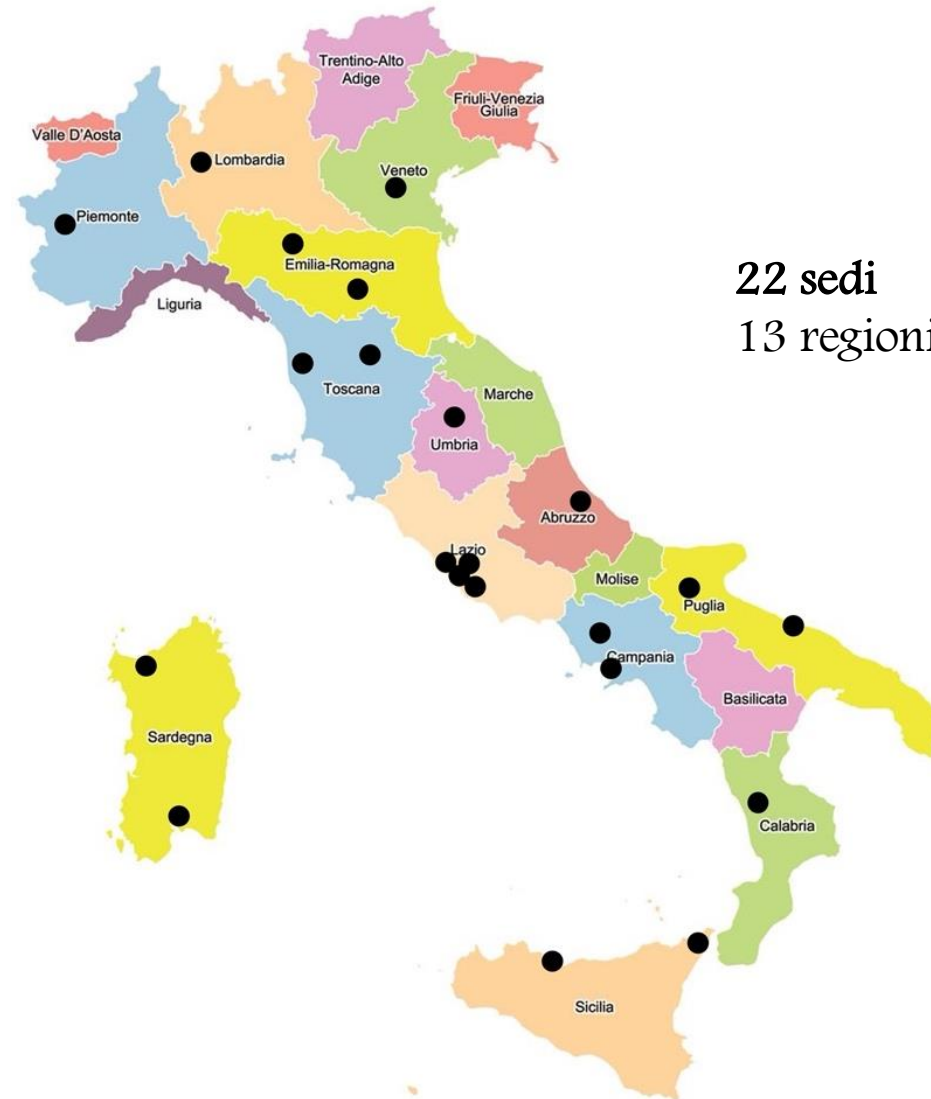 Trentino-Alto
Adige
Friuli-Venezia
Giulia
Valle D'Aosta
Lombardia
Veneto
Piemonte
Emilia-Romagna
Liguria
22 sedi
13 regioni
Toscana
Marche
Umbria
Abruzzo
Lazio
Molise
Puglia
Campania
Basilicata
Sardegna
Calabria
Sicilia